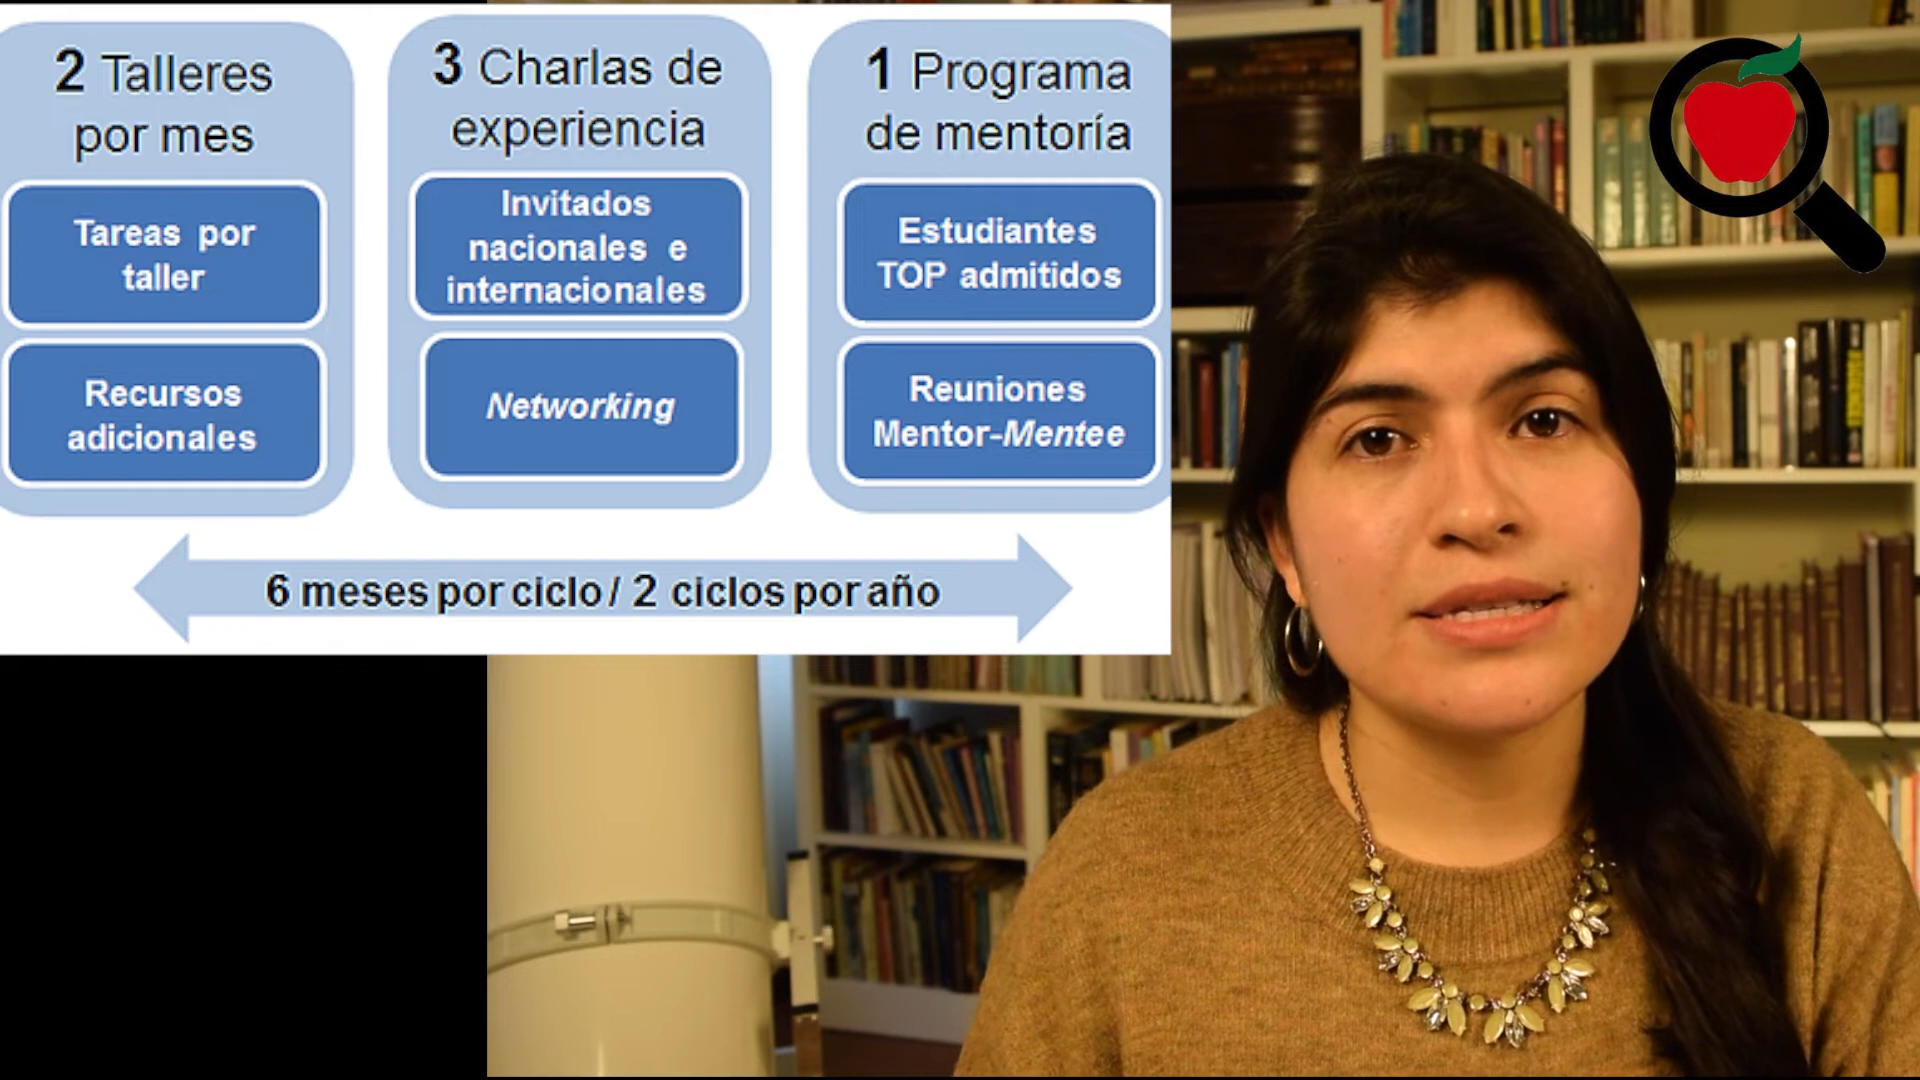 2 Talleres
por mes
Tareas por
taller
Recursos
adicionales
3 Charlas de
experiencia
Invitados
nacionales e
internacionales
Networking
1 Programa
de mentoría
Estudiantes
TOP admitidos
Reuniones
Mentor-Mentee
6 meses por ciclo / 2 ciclos por año